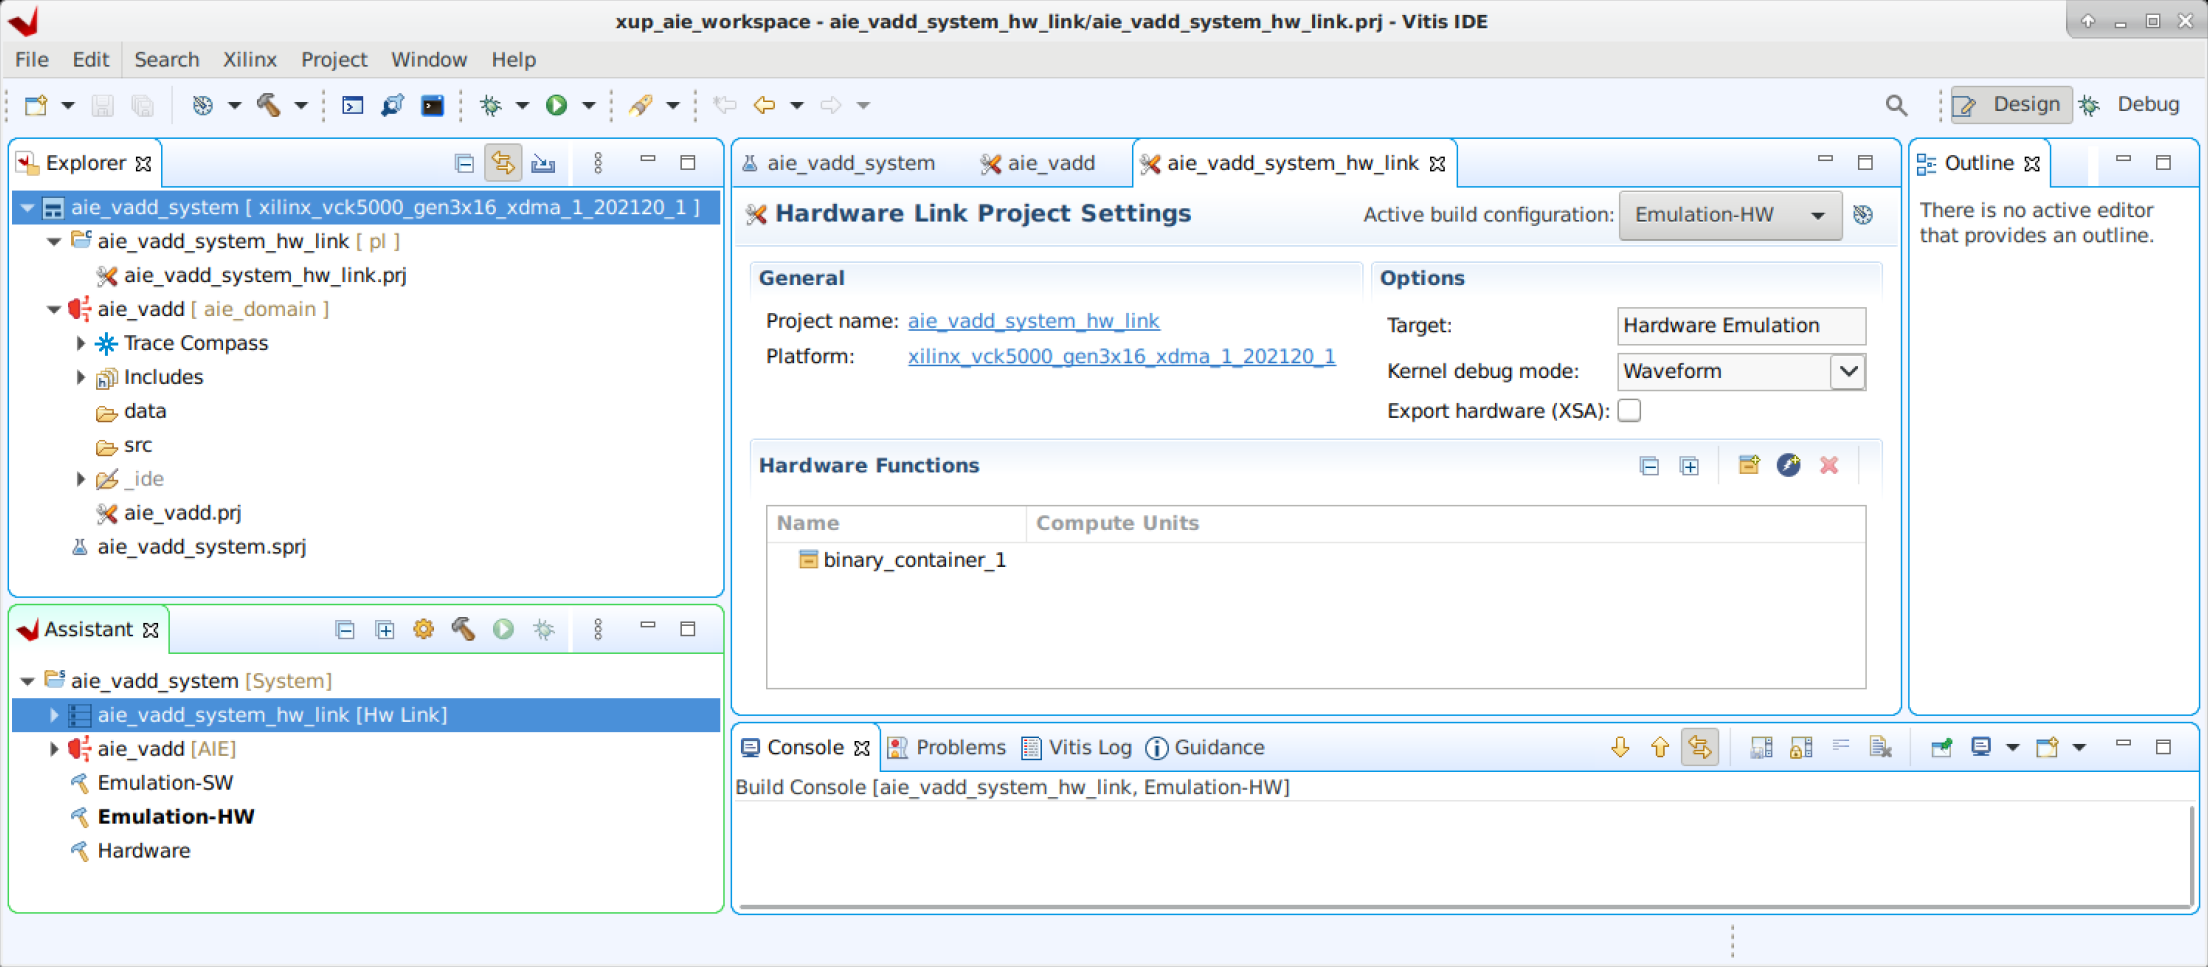 xup_aie_workspace - aie_vadd_system_hw_link/aie_vadd_system_hw_link.prj - Vitis IDE
File Edit Search Xilinx Project Window Help
Design Debug
Explorer
aie_vadd_system [ xilinx_vck5000_gen3x16_xdma_1_202120_1 ]
aie_vadd_system_hw_link [ pl ]
aie_vadd_system_hw_link.prj
aie_vadd [ aie_domain ]
Trace Compass
Includes
data
src
_ide
aie_vadd.prj
aie_vadd_system.sprj
Assistant
aie_vadd_system [System]
aie_vadd_system_hw_link [Hw Link]
aie_vadd [AIE]
Emulation-SW
Emulation-HW
Hardware
aie_vadd_system aie_vadd aie_vadd_system_hw_link
Hardware Link Project Settings Active build configuration: Emulation-HW
General
Project name: aie_vadd_system_hw_link
Platform: xilinx_vck5000_gen3x16_xdma_1_202120_1
Options
Target: Hardware Emulation
Kernel debug mode: Waveform
Export hardware (XSA):
Hardware Functions
Name Compute Units
binary_container_1
Outline
There is no active editor
that provides an outline.
Console Problems Vitis Log Guidance
Build Console [aie_vadd_system_hw_link, Emulation-HW]